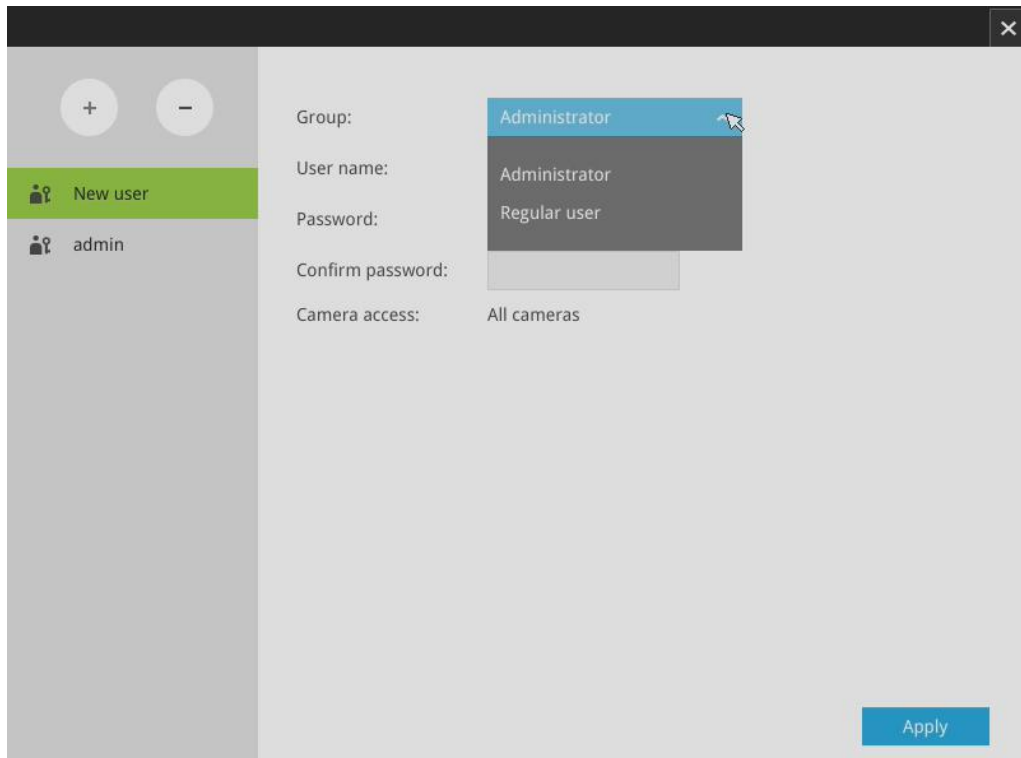 +
−
New user
admin
Group:
Administrator
Administrator
Regular user
User name:
Password:
Confirm password:
Camera access:
All cameras
Apply